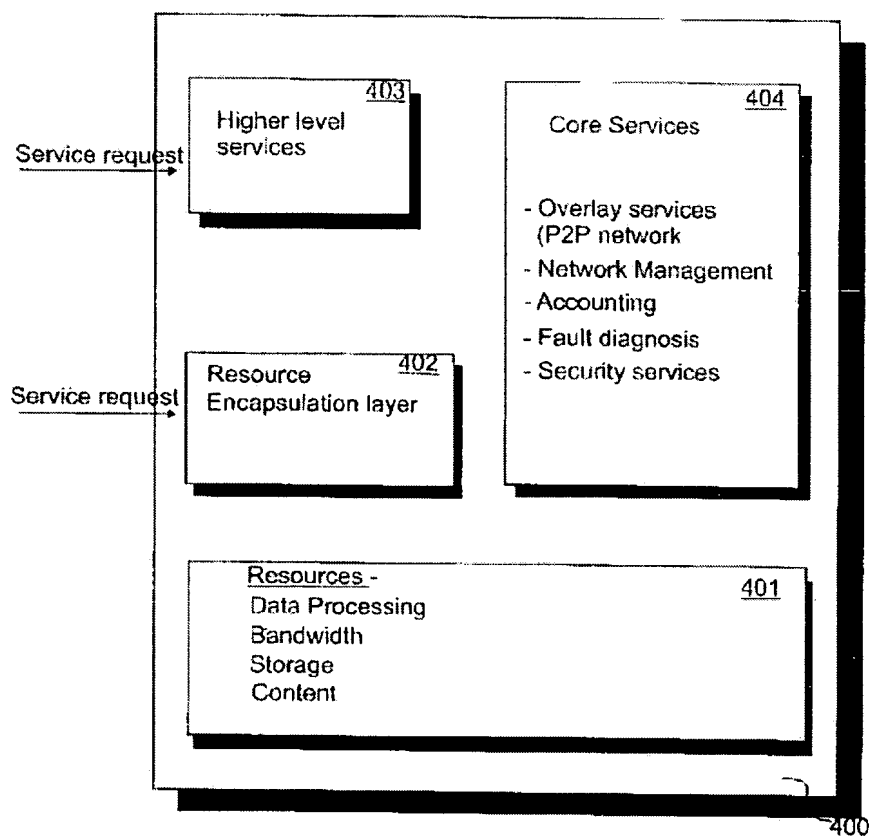 403
Higher level
services
Service request
404
Core Services
- Overlay services
(P2P network
- Network Management
- Accounting
- Fault diagnosis
- Security services
402
Resource
Encapsulation layer
Service request
401
Resources -
Data Processing
Bandwidth
Storage
Content
400